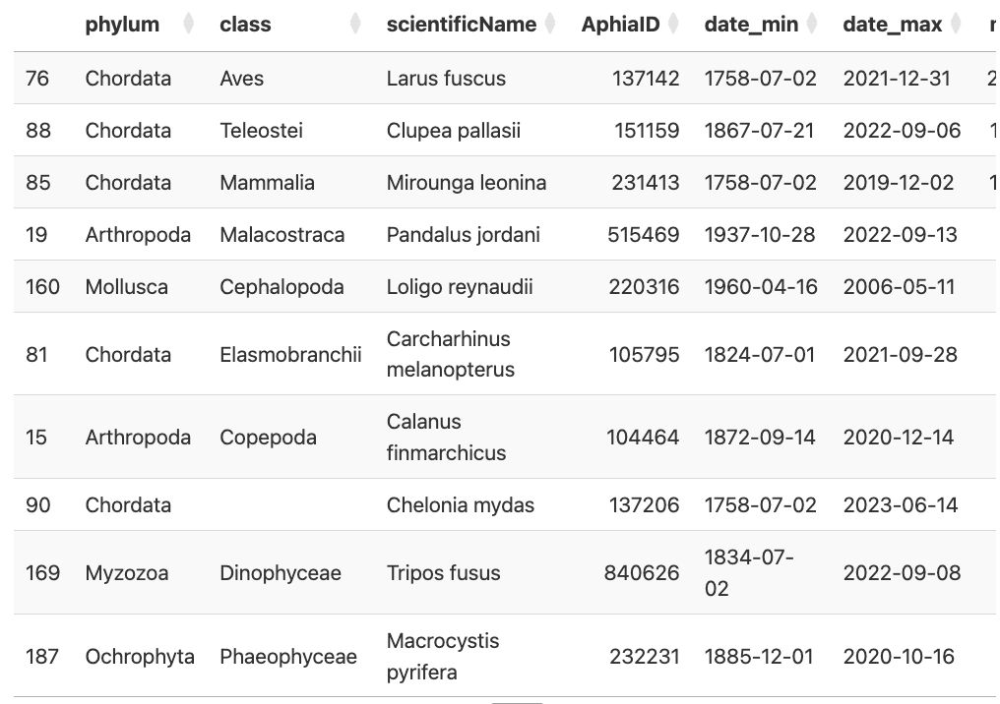 phylum class scientificName AphiaID date_min date_max
76 Chordata Aves Larus fuscus 137142 1758-07-02 2021-12-31 2
88 Chordata Teleostei Clupea pallasii 151159 1867-07-21 2022-09-06 1
85 Chordata Mammalia Mirounga leonina 231413 1758-07-02 2019-12-02 1
19 Arthropoda Malacostraca Pandalus jordani 515469 1937-10-28 2022-09-13
160 Mollusca Cephalopoda Loligo reynaudii 220316 1960-04-16 2006-05-11
81 Chordata Elasmobranchii Carcharhinus melanopterus 105795 1824-07-01 2021-09-28
15 Arthropoda Copepoda Calanus finmarchicus 104464 1872-09-14 2020-12-14
90 Chordata Chelonia mydas 137206 1758-07-02 2023-06-14
169 Myzozoa Dinophyceae Tripos fusus 840626 1834-07-02 2022-09-08
187 Ochrophyta Phaeophyceae Macrocystis pyrifera 232231 1885-12-01 2020-10-16